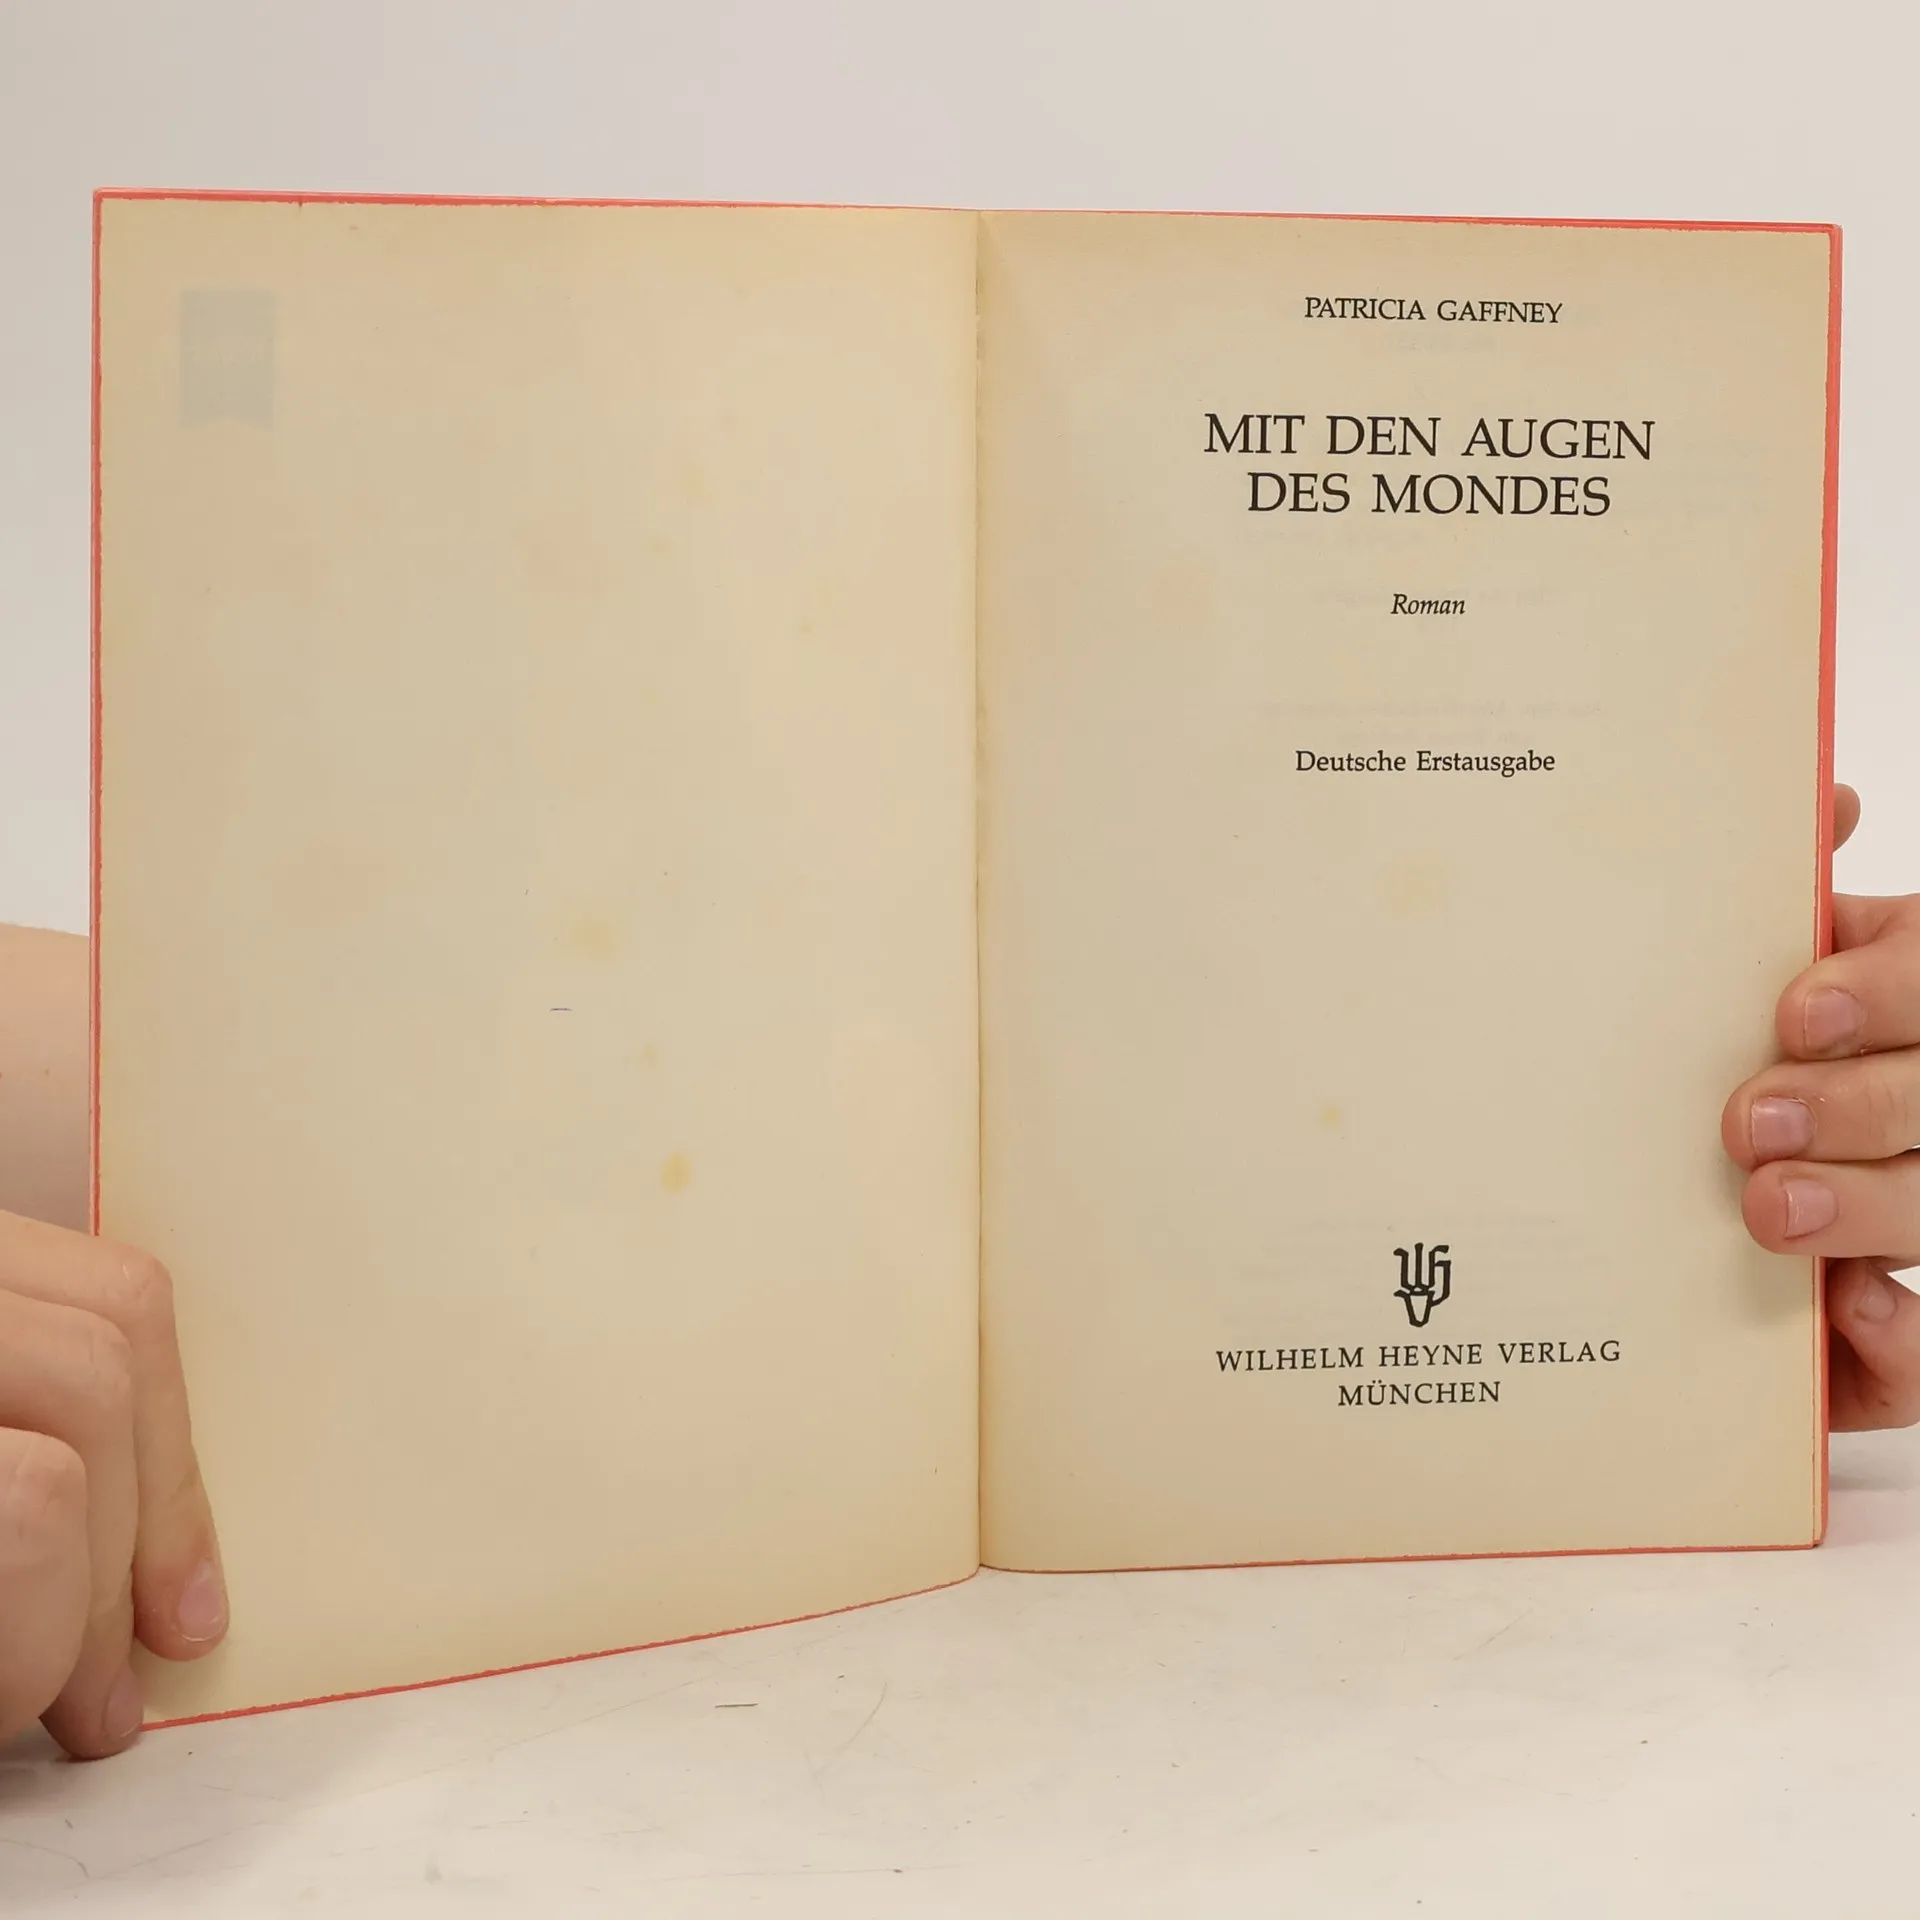 PATRICIA GAFFNEY
MIT DEN AUGEN
DES MONDES
Roman
Deutsche Erstausgabe
WILHELM HEYNE VERLAG
MÜNCHEN